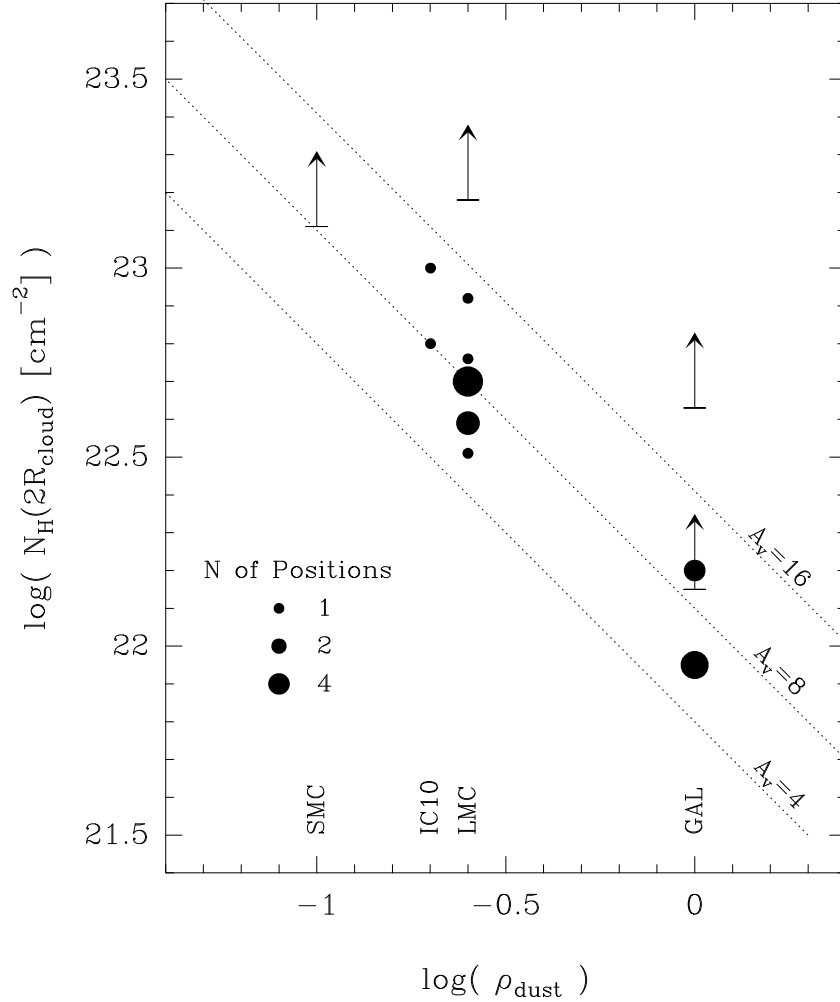 23.5
23
22.5
22
21.5
log( N_H(2R_cloud) [cm^−2] )
A_v=16
A_v=8
A_v=4
N of Positions
1
2
4
SMC
IC10
LMC
GAL
−1
−0.5
0
log( ρ_dust )